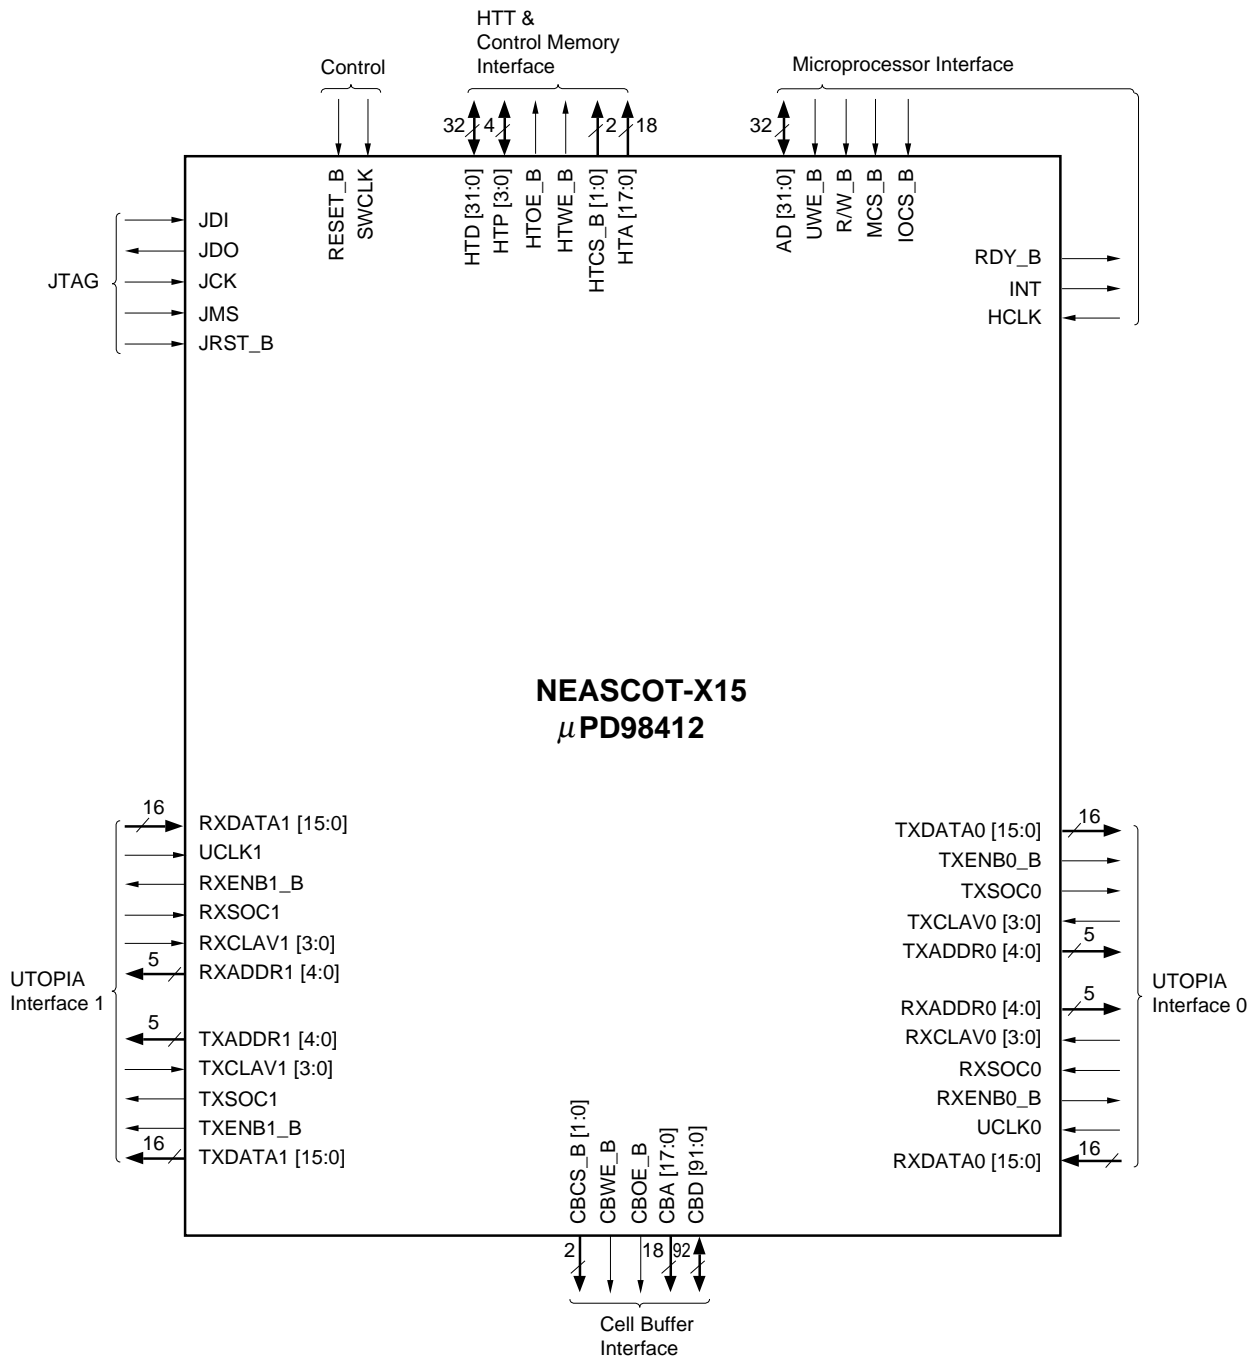 HTT &
Control Memory
Interface
Control
Microprocessor Interface
32
4
2
18
32
RESET_B
SWCLK
HTD [31:0]
HTP [3:0]
HTOE_B
HTWE_B
HTCS_B [1:0]
HTA [17:0]
AD [31:0]
UWE_B
R/W_B
MCS_B
IOCS_B
JTAG
JDI
JDO
JCK
JMS
JRST_B
RDY_B
INT
HCLK
NEASCOT-X15
μPD98412
UTOPIA
Interface 1
16
RXDATA1 [15:0]
UCLK1
RXENB1_B
RXSOC1
RXCLAV1 [3:0]
5
RXADDR1 [4:0]
5
TXADDR1 [4:0]
TXCLAV1 [3:0]
TXSOC1
TXENB1_B
16
TXDATA1 [15:0]
TXDATA0 [15:0]
16
TXENB0_B
TXSOC0
TXCLAV0 [3:0]
TXADDR0 [4:0]
5
RXADDR0 [4:0]
5
RXCLAV0 [3:0]
RXSOC0
RXENB0_B
UCLK0
RXDATA0 [15:0]
16
UTOPIA
Interface 0
CBCS_B [1:0]
CBWE_B
CBOE_B
CBA [17:0]
CBD [91:0]
2
18
92
Cell Buffer
Interface